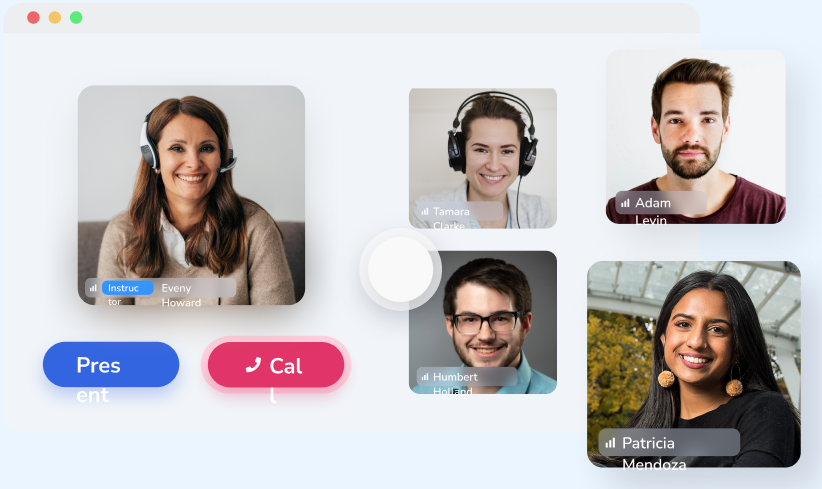 Instruc
tor
Eveny
Howard
Pres
ent
Cal
l
Tamara
Clarke
Humbert
Holland
Adam
Levin
Patricia
Mendoza